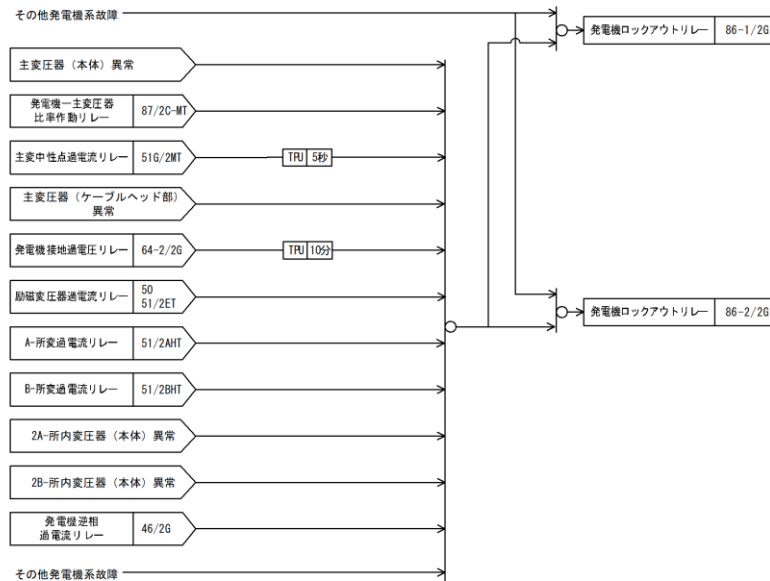 その他発電機系故障
発電機ロックアウトリレー 86-1/2G
主変圧器（本体）異常
発電機ー主変圧器
比率作動リレー
87/2C-MT
主変中性点過電流リレー 51G/2MT TPU 5秒
主変圧器（ケーブルヘッド部）
異常
発電機接地過電圧リレー 64-2/2G TPU 10分
励磁変圧器過電流リレー
50
51/2ET
発電機ロックアウトリレー 86-2/2G
A-所変過電流リレー 51/2AHT
B-所変過電流リレー 51/2BHT
2A-所内変圧器（本体）異常
2B-所内変圧器（本体）異常
発電機逆相
過電流リレー
46/2G
その他発電機系故障